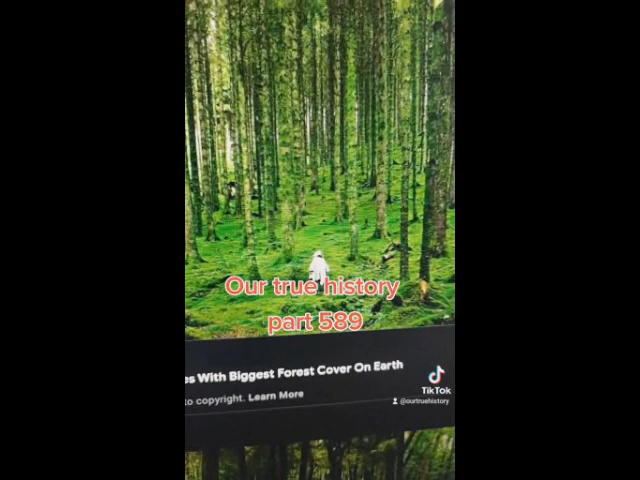 Our true history
part 589
es With Biggest Forest Cover On Earth
to copyright. Learn More
TikTok
@ourtruehistory